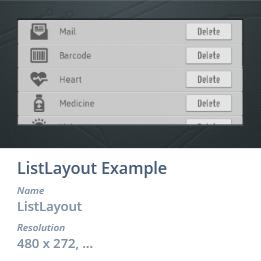 Mail Delete
Barcode Delete
Heart Delete
Medicine Delete
ListLayout Example
Name
ListLayout
Resolution
480 x 272, ...